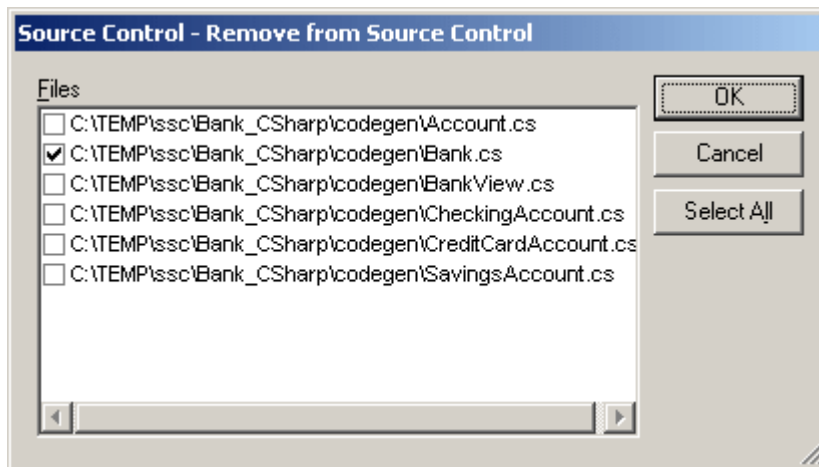 Source Control - Remove from Source Control
Files
OK
C:\TEMP\ssc\Bank_CSharp\codegen\Account.cs
C:\TEMP\ssc\Bank_CSharp\codegen\Bank.cs
Cancel
C:\TEMP\ssc\Bank_CSharp\codegen\BankView.cs
C:\TEMP\ssc\Bank_CSharp\codegen\CheckingAccount.cs
Select All
C:\TEMP\ssc\Bank_CSharp\codegen\CreditCardAccount.cs
C:\TEMP\ssc\Bank_CSharp\codegen\SavingsAccount.cs